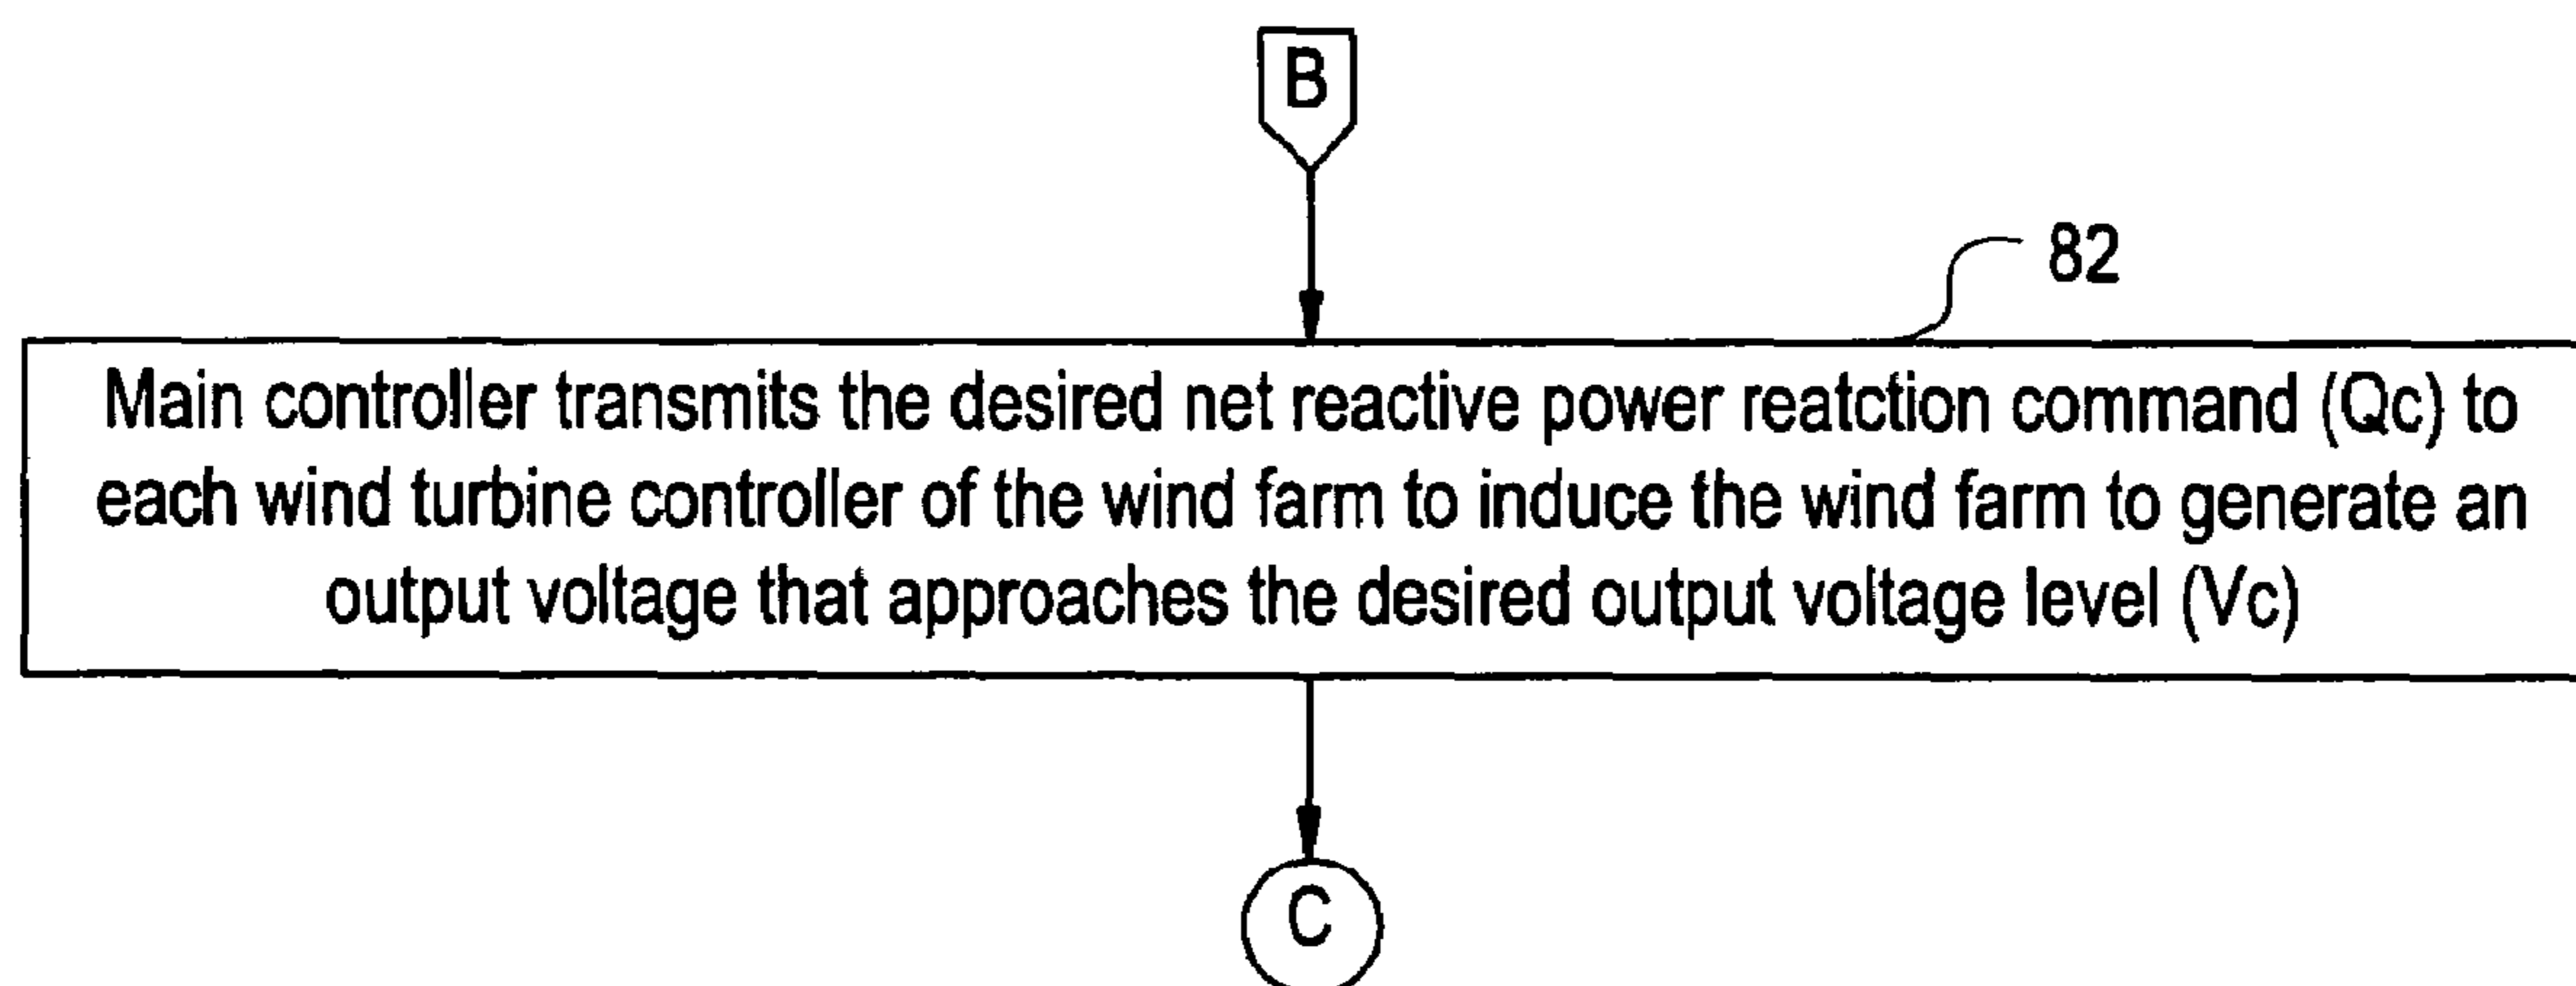 B
82
Main controller transmits the desired net reactive power reatction command (Qc) to
each wind turbine controller of the wind farm to induce the wind farm to generate an
output voltage that approaches the desired output voltage level (Vc)
C